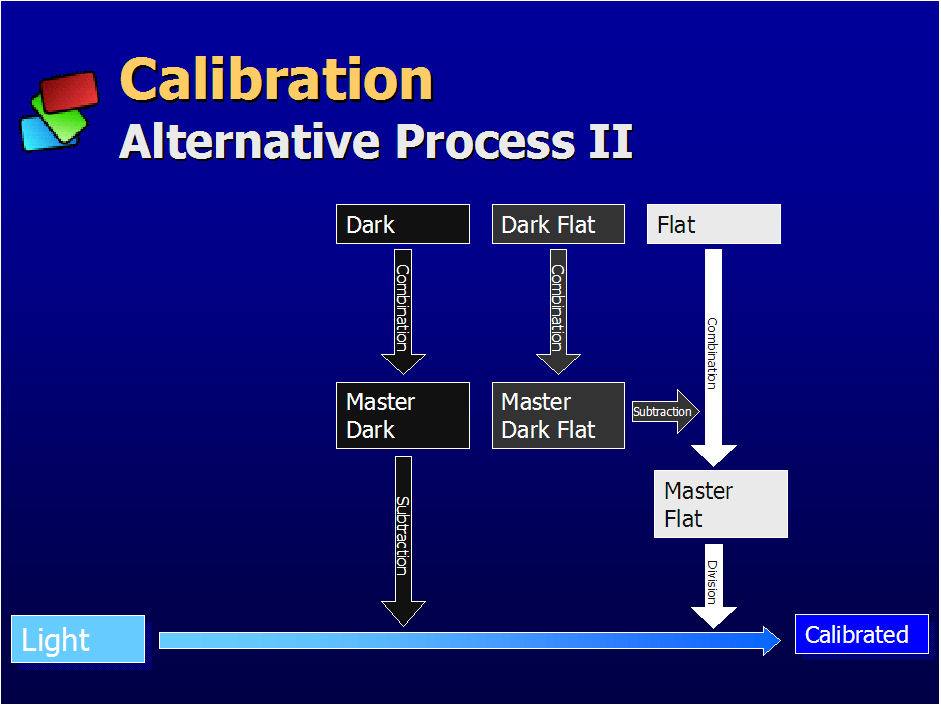 Calibration
Alternative Process II
Dark
Dark Flat
Flat
Combination
Combination
Combination
Master
Dark
Master
Dark Flat
Subtraction
Master
Flat
Subtraction
Division
Light
Calibrated